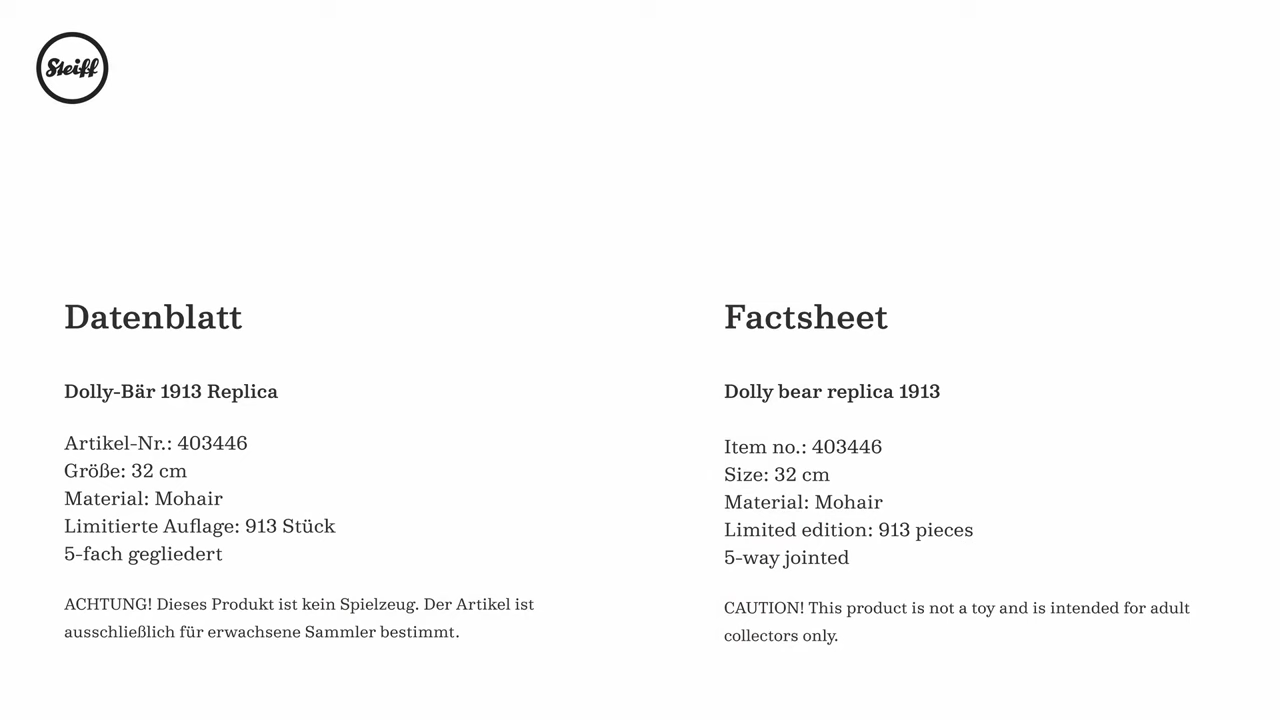 Steiff
Datenblatt
Dolly-Bär 1913 Replica
Artikel-Nr.: 403446
Größe: 32 cm
Material: Mohair
Limitierte Auflage: 913 Stück
5-fach gegliedert
ACHTUNG! Dieses Produkt ist kein Spielzeug. Der Artikel ist
ausschließlich für erwachsene Sammler bestimmt.
Factsheet
Dolly bear replica 1913
Item no.: 403446
Size: 32 cm
Material: Mohair
Limited edition: 913 pieces
5-way jointed
CAUTION! This product is not a toy and is intended for adult
collectors only.